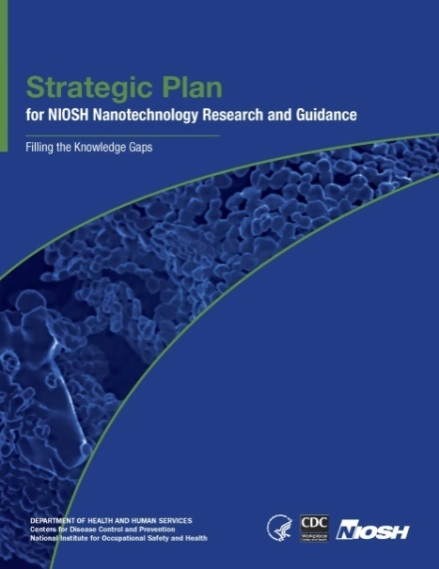 Strategic Plan
for NIOSH Nanotechnology Research and Guidance
Filling the Knowledge Gaps
DEPARTMENT OF HEALTH AND HUMAN SERVICES
Centers for Disease Control and Prevention
National Institute for Occupational Safety and Health
CDC
NIOSH